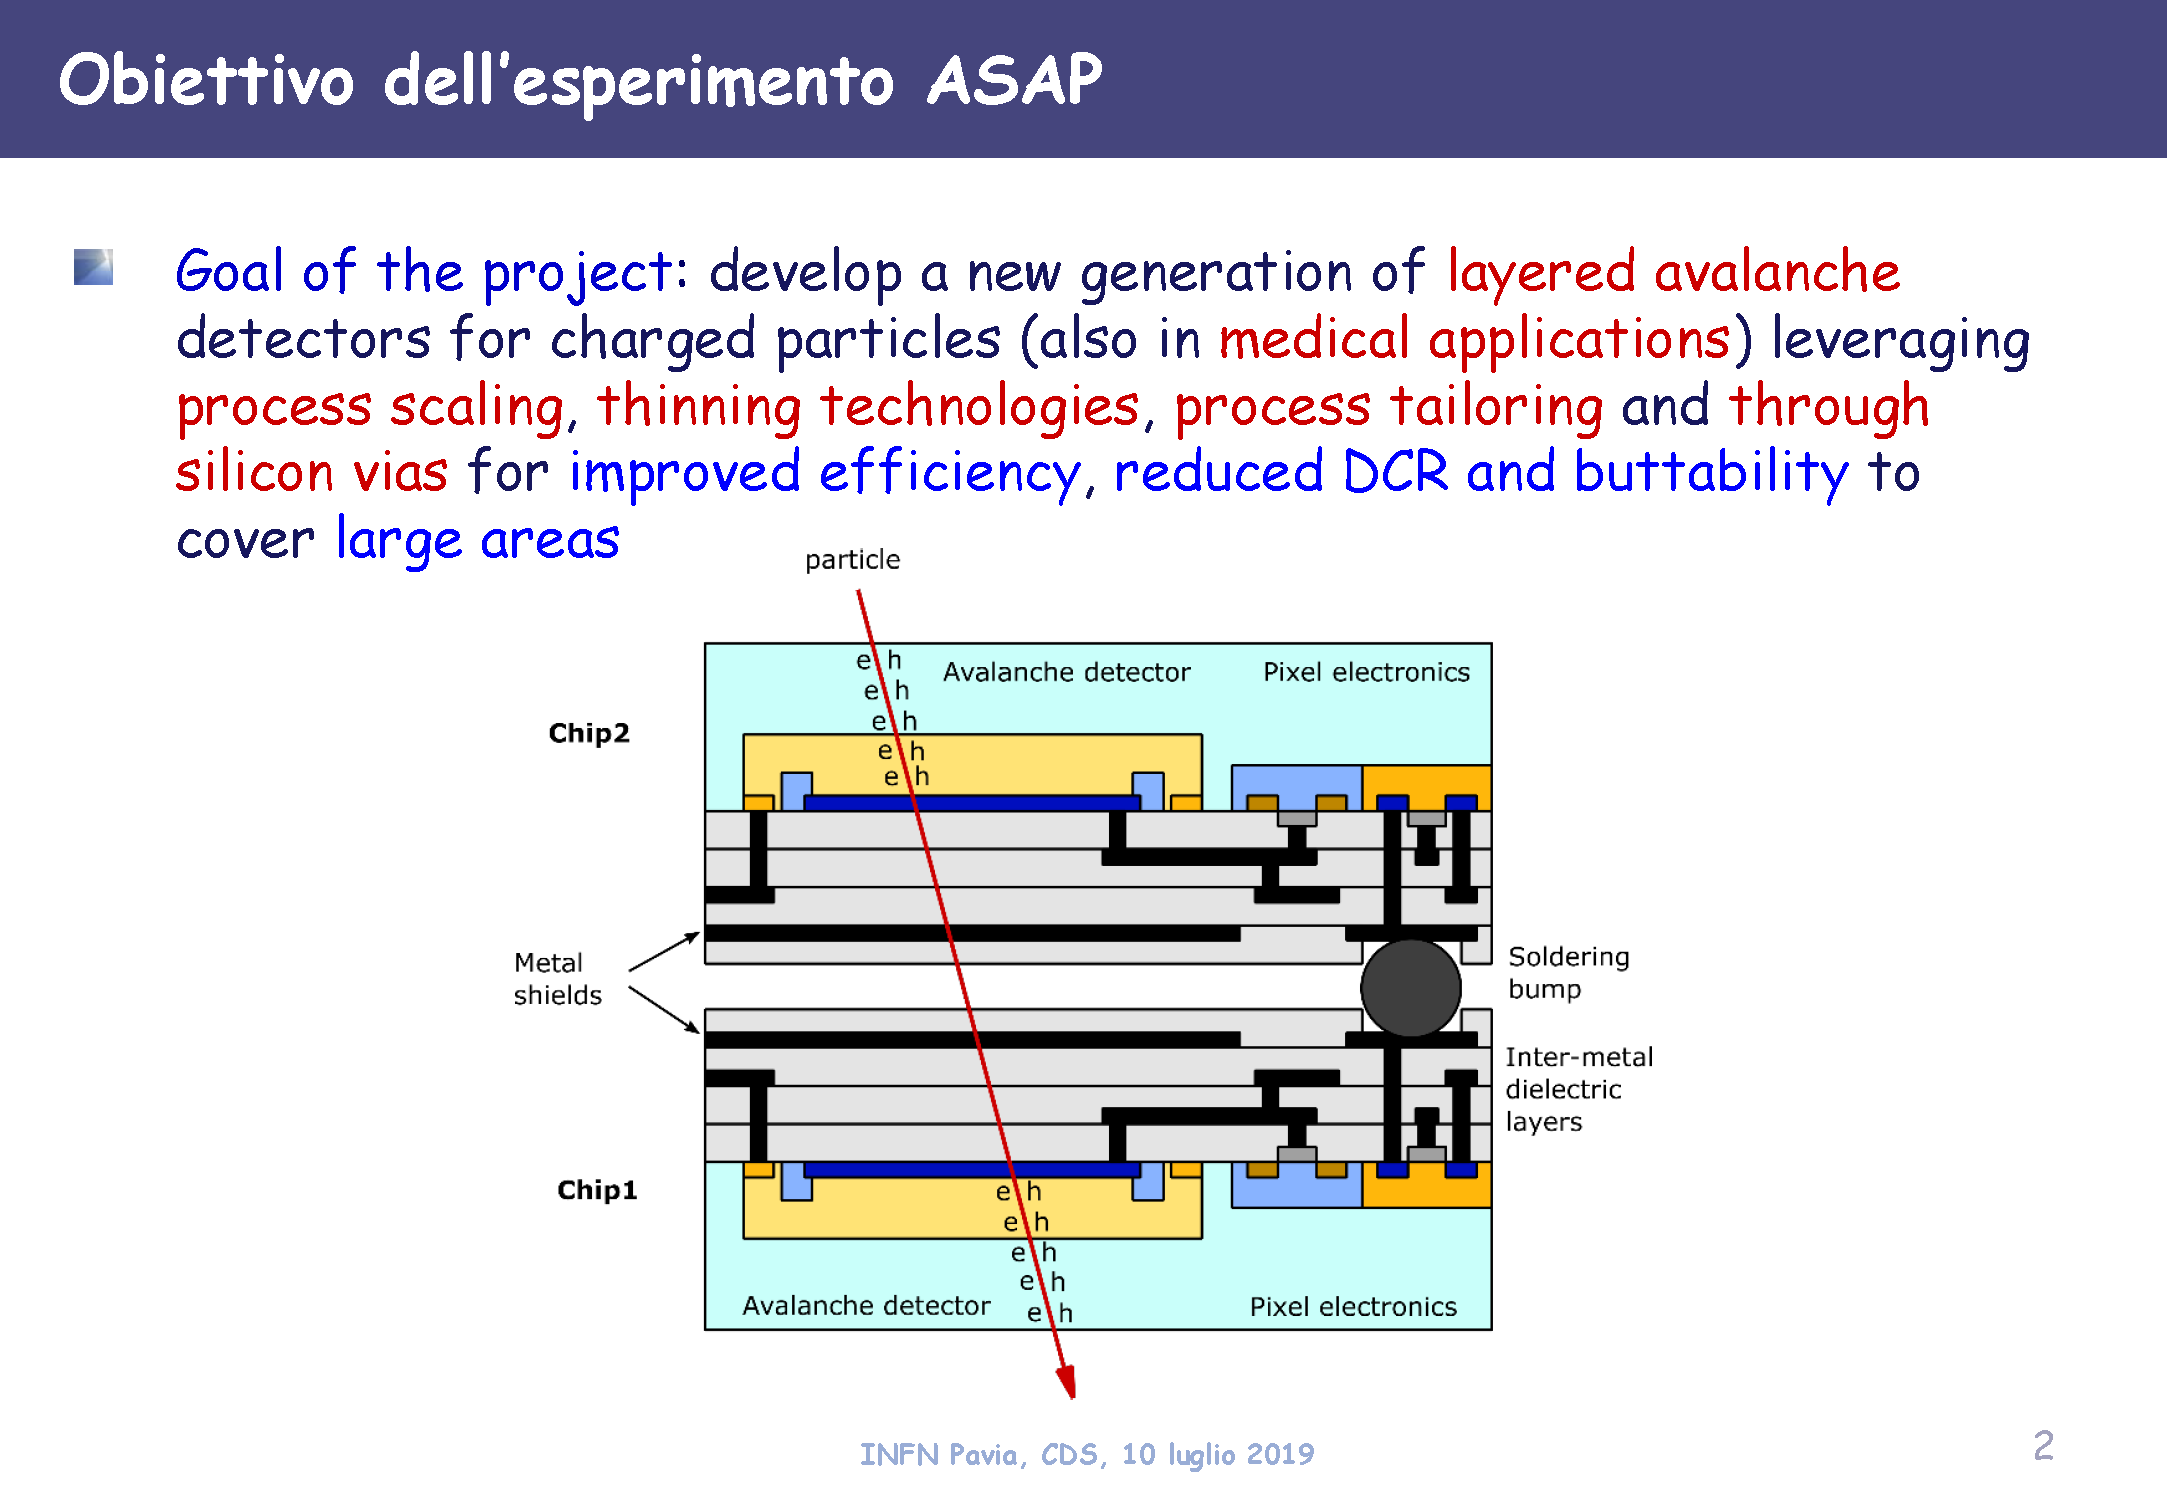 Obiettivo dell’esperimento ASAP
Goal of the project: develop a new generation of layered avalanche
detectors for charged particles (also in medical applications) leveraging
process scaling, thinning technologies, process tailoring and through
silicon vias for improved efficiency, reduced DCR and buttability to
cover large areas
particle
e h
Avalanche detector
Pixel electronics
e h
e h
Chip2
e h
e h
Metal
shields
Soldering
bump
Inter-metal
dielectric
layers
Chip1
e h
e h
e h
e h
Avalanche detector
e h
Pixel electronics
INFN Pavia, CDS, 10 luglio 2019
2